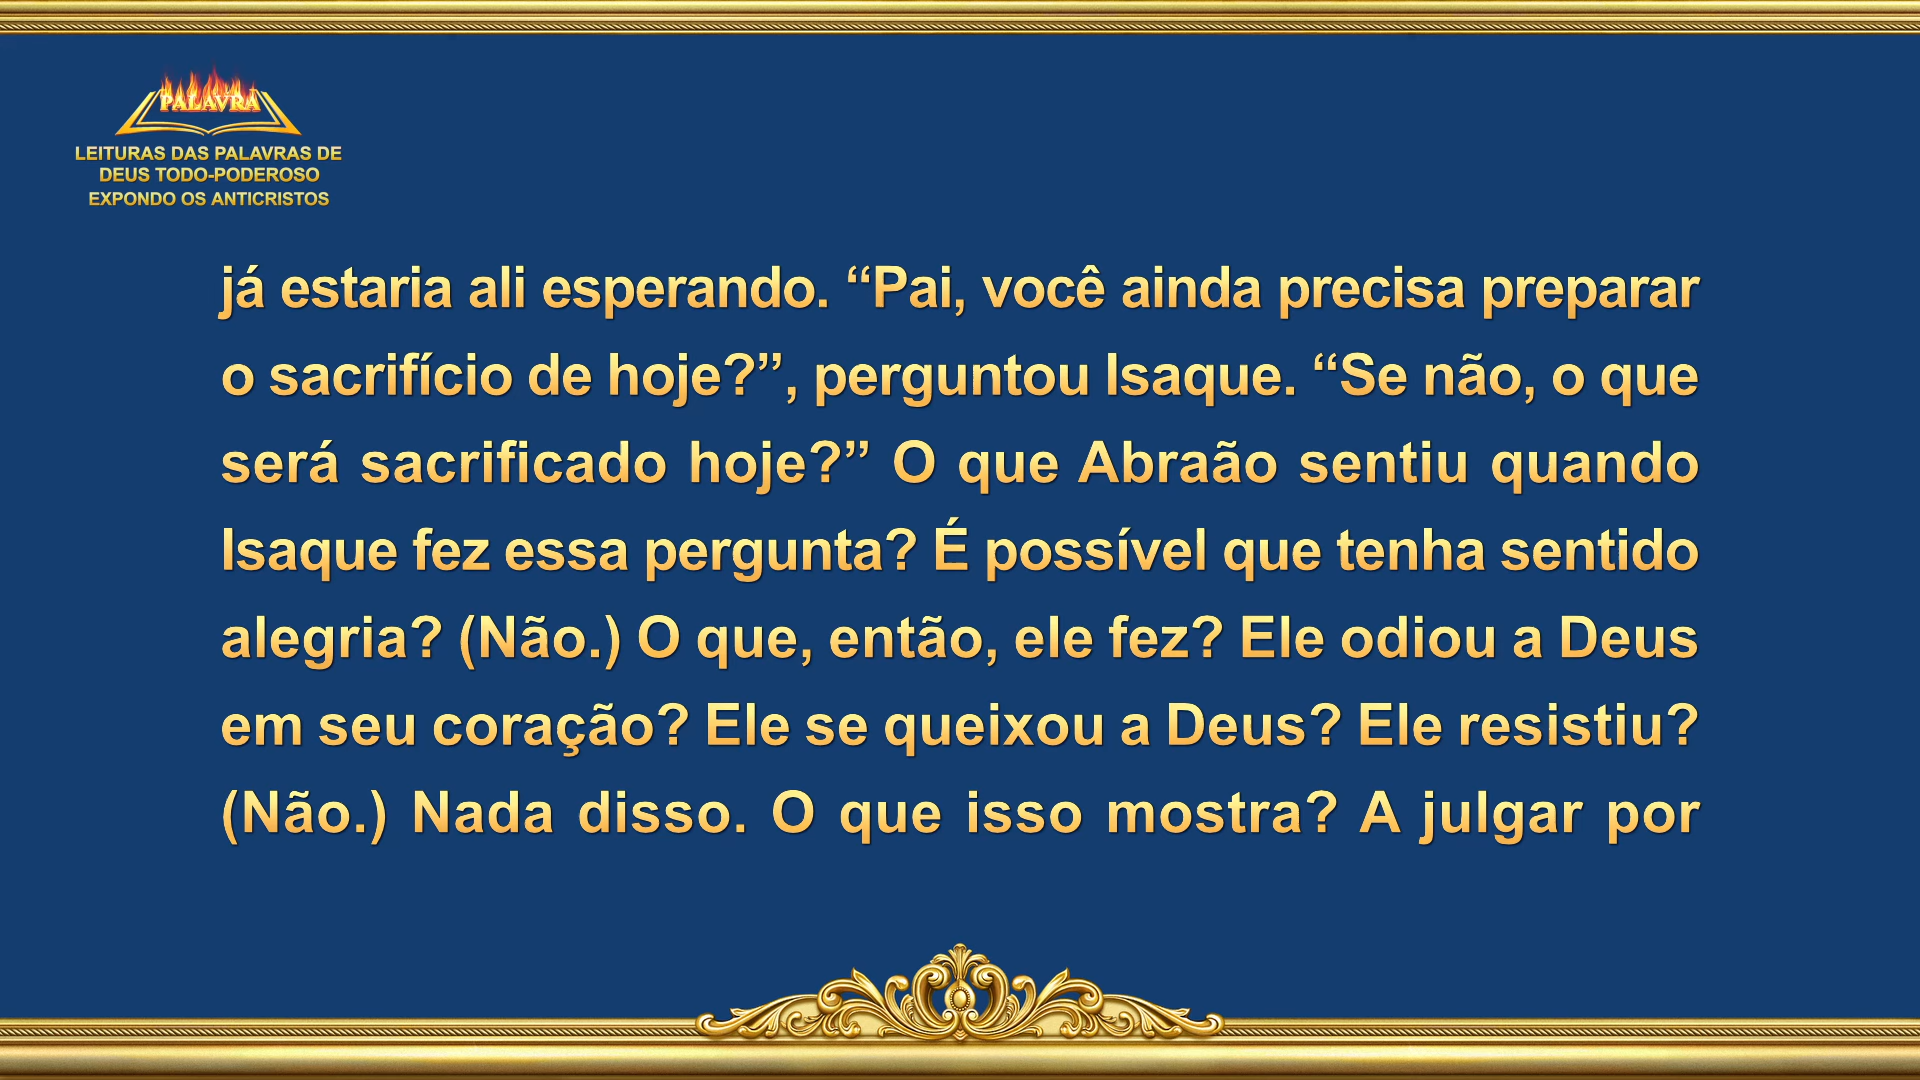 PALAVRA
LEITURAS DAS PALAVRAS DE
DEUS TODO-PODEROSO
EXPONDO OS ANTICRISTOS
já estaria ali esperando. “Pai, você ainda precisa preparar
o sacrifício de hoje?”, perguntou Isaque. “Se não, o que
será sacrificado hoje?” O que Abraão sentiu quando
Isaque fez essa pergunta? É possível que tenha sentido
alegria? (Não.) O que, então, ele fez? Ele odiou a Deus
em seu coração? Ele se queixou a Deus? Ele resistiu?
(Não.) Nada disso. O que isso mostra? A julgar por